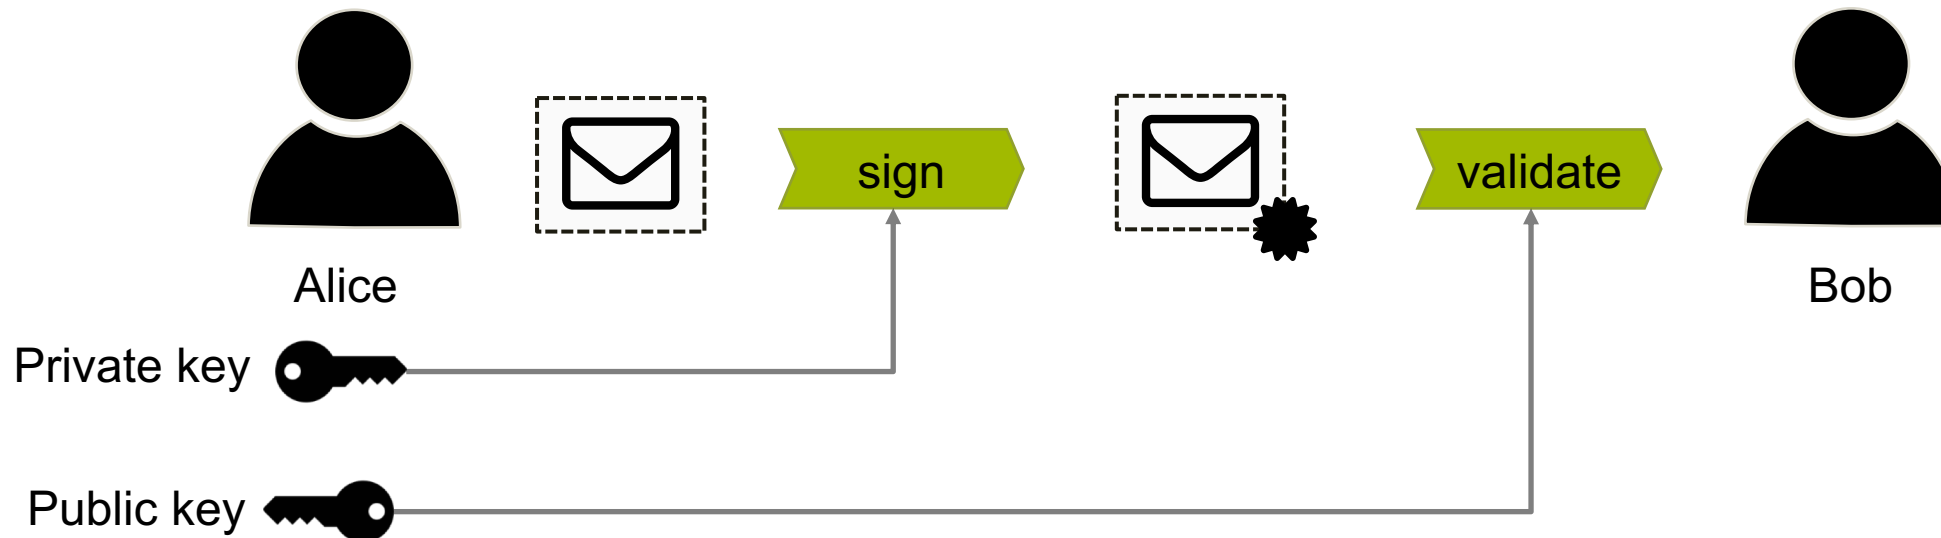 sign
validate
Alice
Bob
Private key
Public key